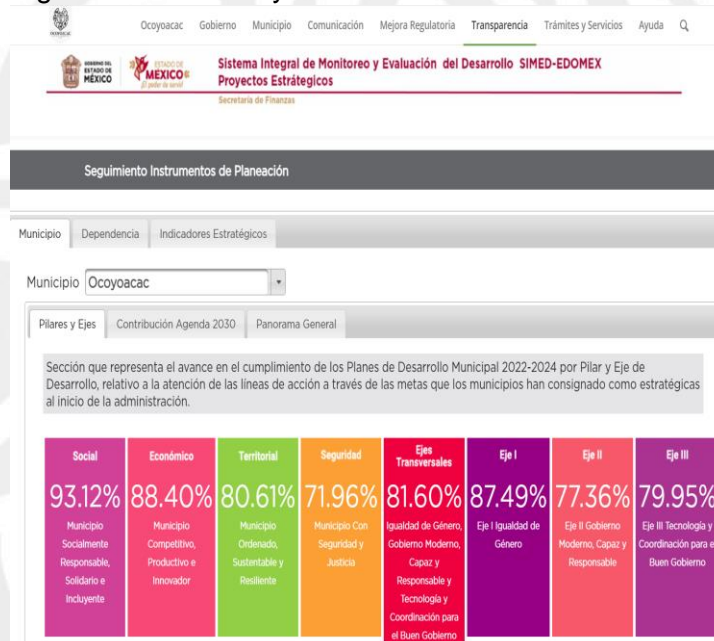 Ocoyoacac Gobierno Municipio Comunicación Mejora Regulatoria Transparencia Trámites y Servicios Ayuda
GOBIERNO DEL ESTADO DE MÉXICO
ESTADO DE MÉXICO
¡El poder de servir!
Sistema Integral de Monitoreo y Evaluación del Desarrollo SIMED-EDOMEX
Proyectos Estrátegicos
Secretaría de Finanzas
Seguimiento Instrumentos de Planeación
Municipio Dependencia Indicadores Estratégicos
Municipio Ocoyoacac
Pilares y Ejes Contribución Agenda 2030 Panorama General
Sección que representa el avance en el cumplimiento de los Planes de Desarrollo Municipal 2022-2024 por Pilar y Eje de
Desarrollo, relativo a la atención de las líneas de acción a través de las metas que los municipios han consignado como estratégicas
al inicio de la administración.
Social
93.12%
Municipio
Socialmente
Responsable,
Solidario e
Incluyente
Económico
88.40%
Municipio
Competitivo,
Productivo e
Innovador
Territorial
80.61%
Municipio
Ordenado,
Sustentable y
Resiliente
Seguridad
71.96%
Municipio Con
Seguridad y
Justicia
Ejes
Transversales
81.60%
Igualdad de Género,
Gobierno Moderno,
Capaz y
Responsable y
Tecnología y
Coordinación para
el Buen Gobierno
Eje I
87.49%
Eje I Igualdad de
Género
Eje II
77.36%
Eje II Gobierno
Moderno, Capaz y
Responsable
Eje III
79.95%
Eje III Tecnología y
Coordinación para e
Buen Gobierno